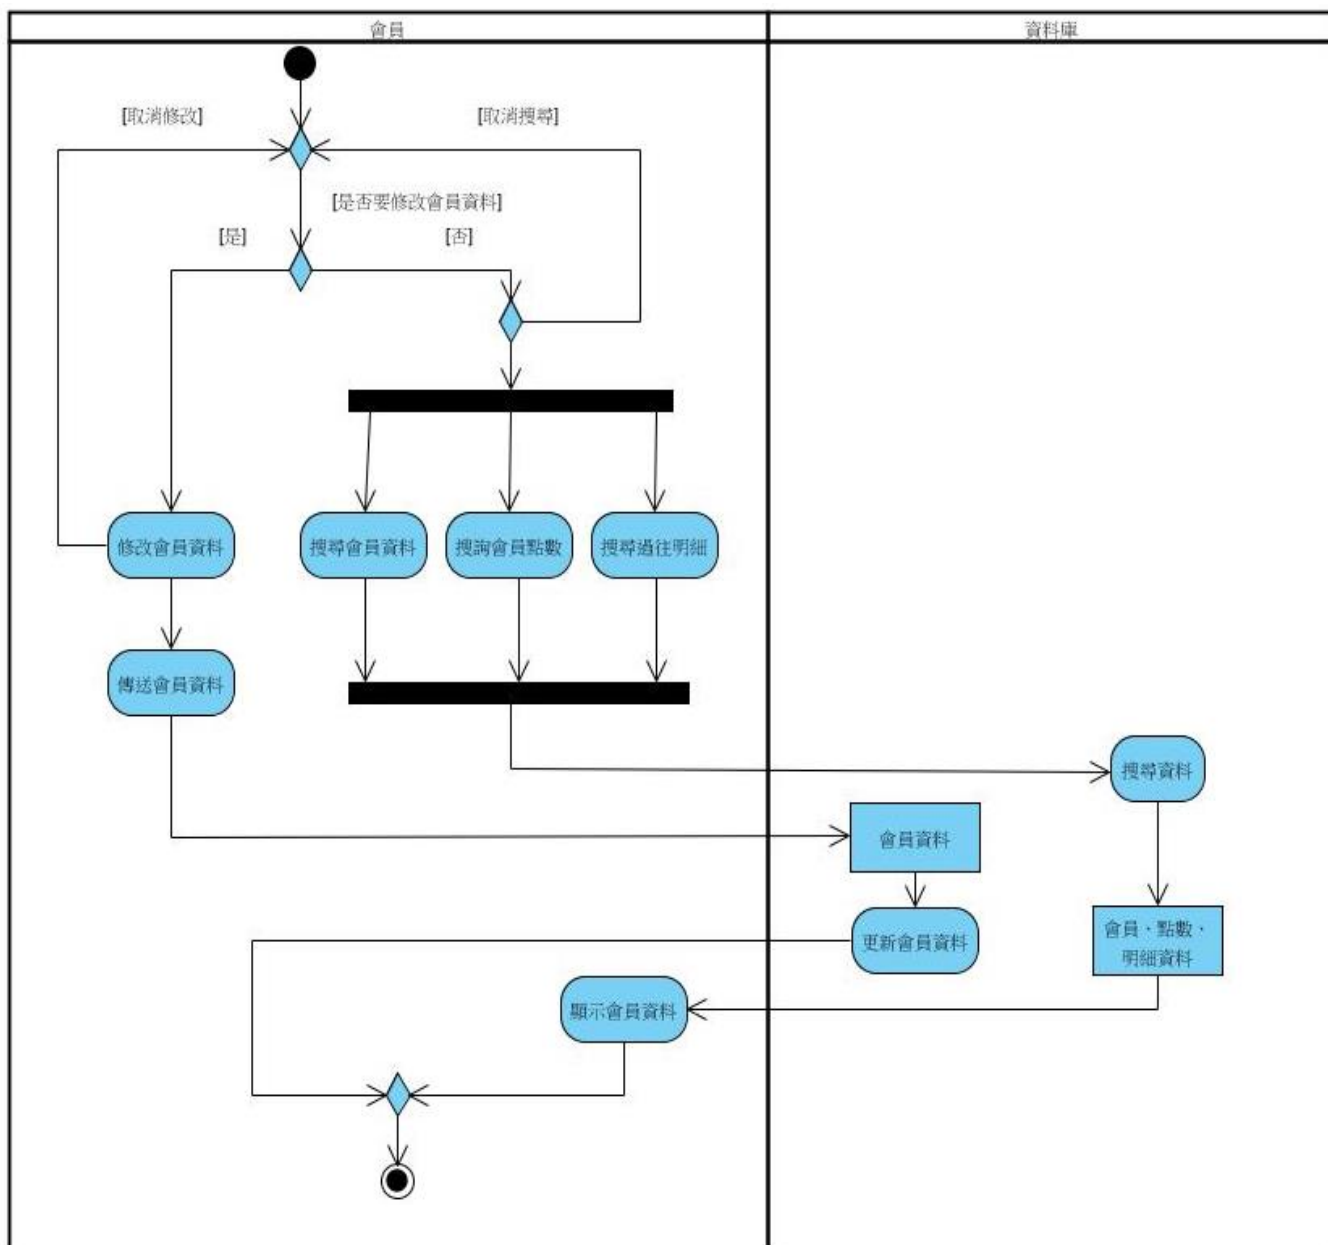 會員
資料庫
[取消修改]
[取消搜尋]
[是否要修改會員資料]
[是]
[否]
修改會員資料
搜尋會員資料
搜詢會員點數
搜尋過往明細
傳送會員資料
搜尋資料
會員資料
會員、點數、
明細資料
更新會員資料
顯示會員資料